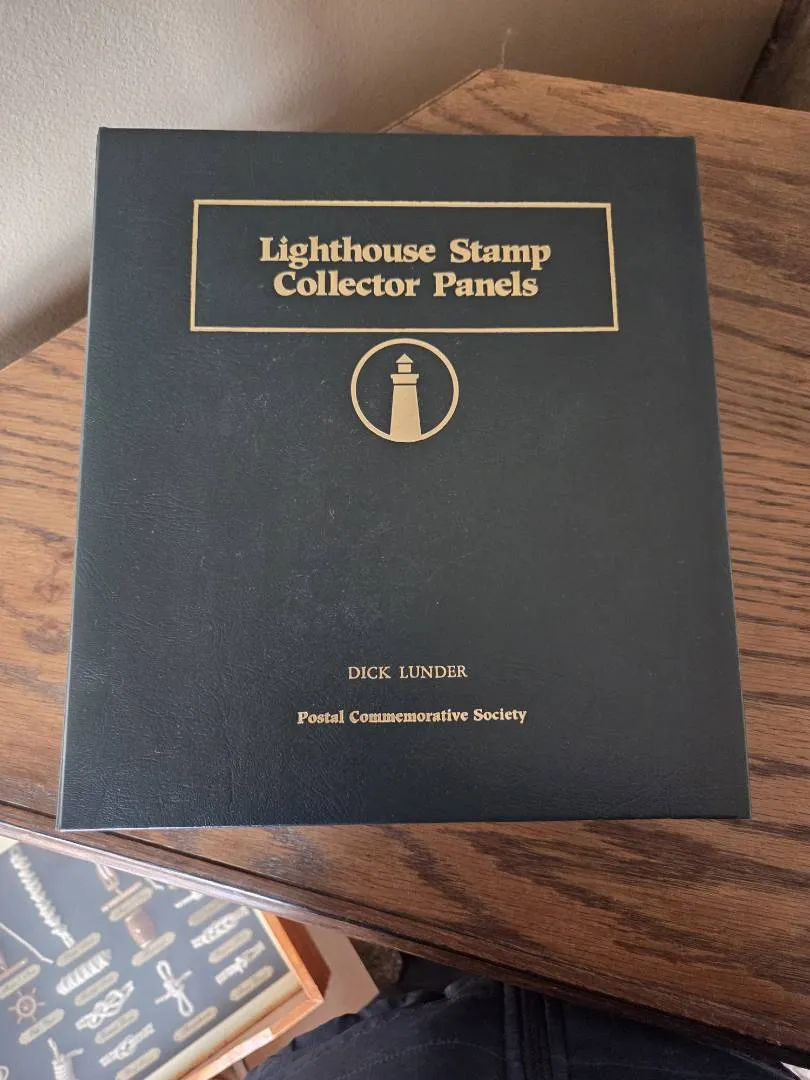 Lighthouse Stamp
Collector Panels
DICK LUNDER
Postal Commemorative Society